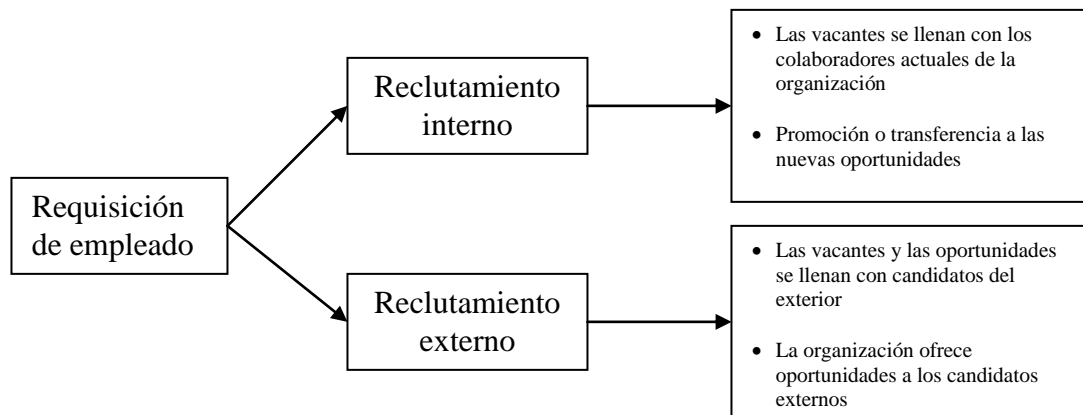 Requisición
de empleado
Reclutamiento
interno
• Las vacantes se llenan con los
colaboradores actuales de la
organización
• Promoción o transferencia a las
nuevas oportunidades
Reclutamiento
externo
• Las vacantes y las oportunidades
se llenan con candidatos del
exterior
• La organización ofrece
oportunidades a los candidatos
externos